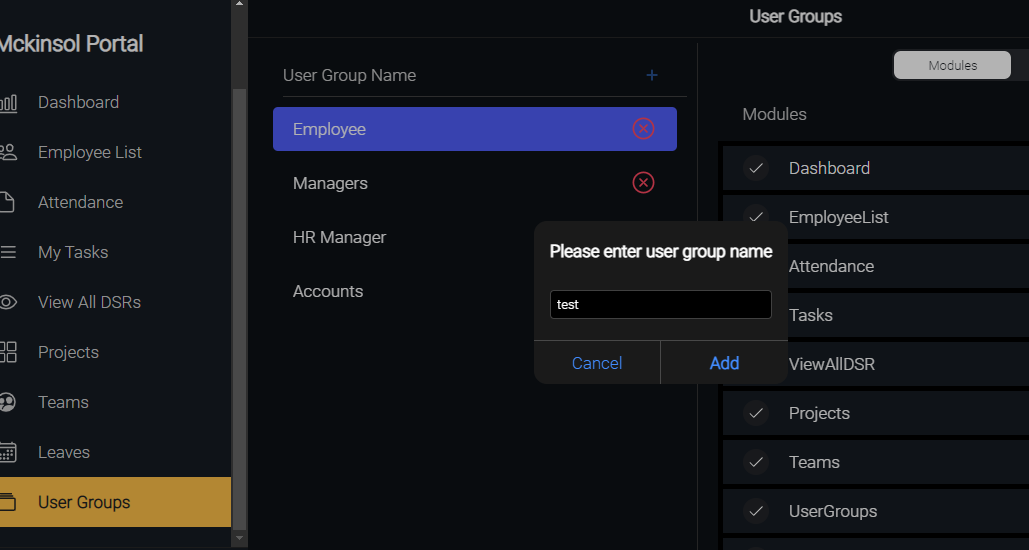 Mckinsol Portal
Dashboard
Employee List
Attendance
My Tasks
View All DSRs
Projects
Teams
Leaves
User Groups
User Groups
User Group Name +
Employee
Managers
HR Manager
Accounts
Please enter user group name
test
Cancel Add
Modules
Modules
Dashboard
EmployeeList
Attendance
Tasks
ViewAllDSR
Projects
Teams
UserGroups